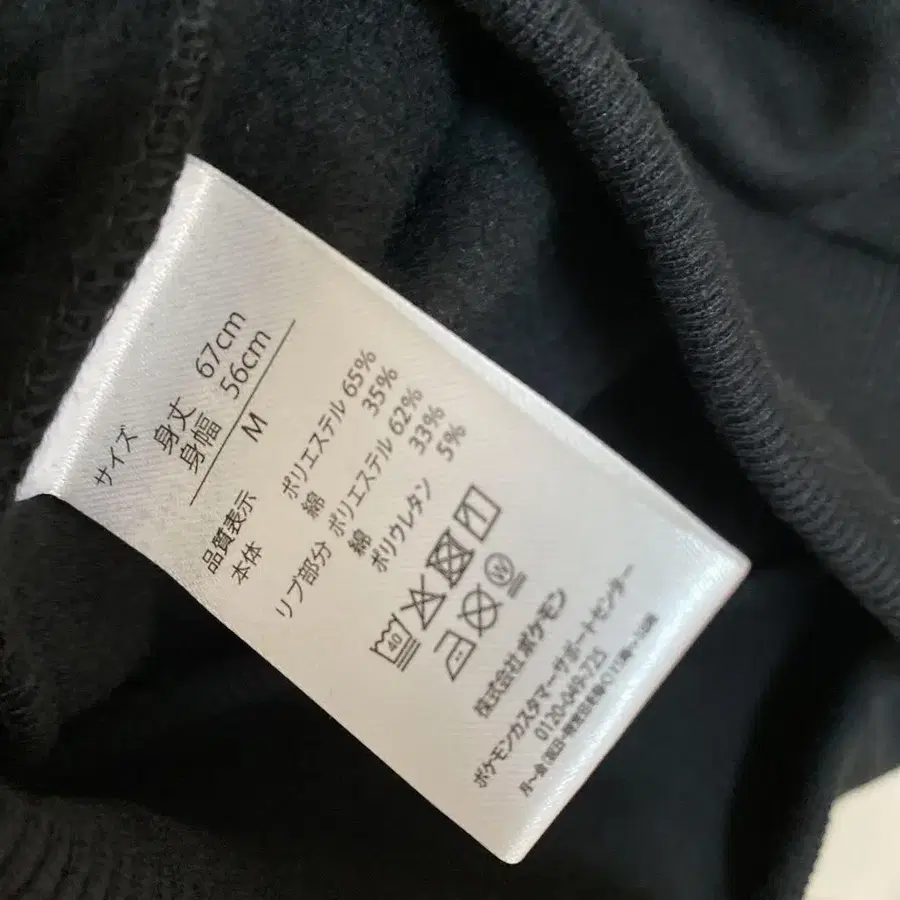 サイズ
身丈 67cm
身幅 56cm
M
品質表示
本体 ポリエステル 65%
綿 35%
リブ部分 ポリエステル 62%
綿 33%
ポリウレタン 5%
40
W
株式会社ポケモン
ポケモンカスタマーサポートセンター
0120-049-725
月〜金